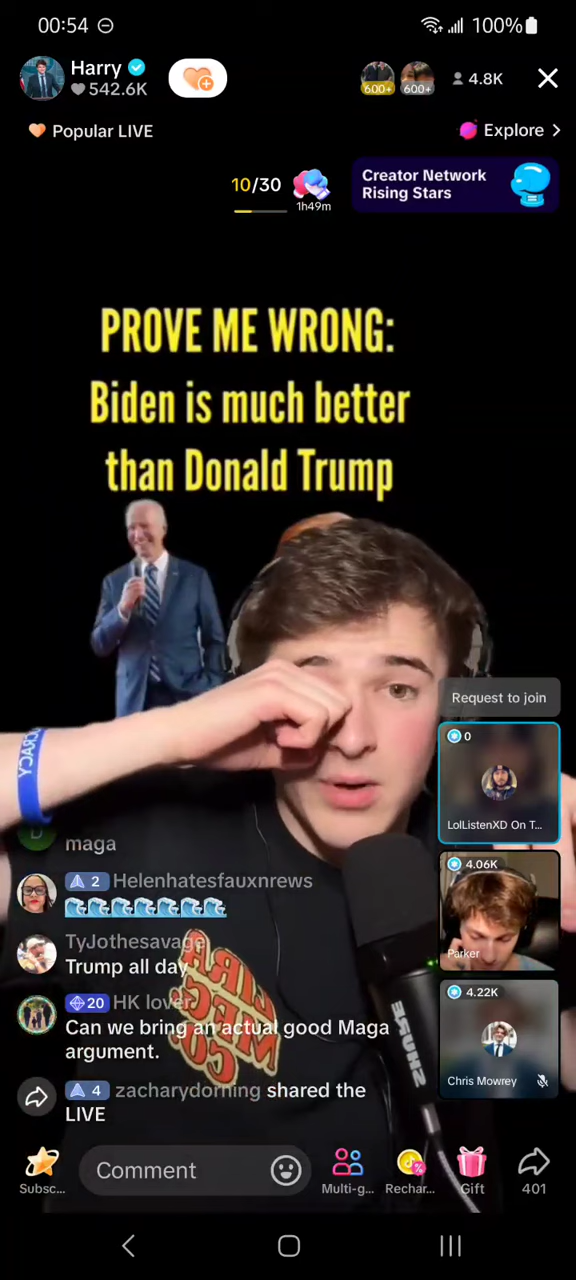 00:54
100%
Harry
542.6K
600+
600+
4.8K
Popular LIVE
Explore
10/30
1h49m
Creator Network
Rising Stars
PROVE ME WRONG:
Biden is much better
than Donald Trump
Request to join
0
LolListenXD On T...
maga
2 Helenhatesfauxnrews
4.06K
Parker
TyJothesavage
Trump all day
20 HK lover
Can we bring an actual good Maga
argument.
4.22K
Chris Mowrey
4 zacharydorning shared the
LIVE
SHURE
Subsc...
Comment
Multi-g...
Rechar...
Gift
401